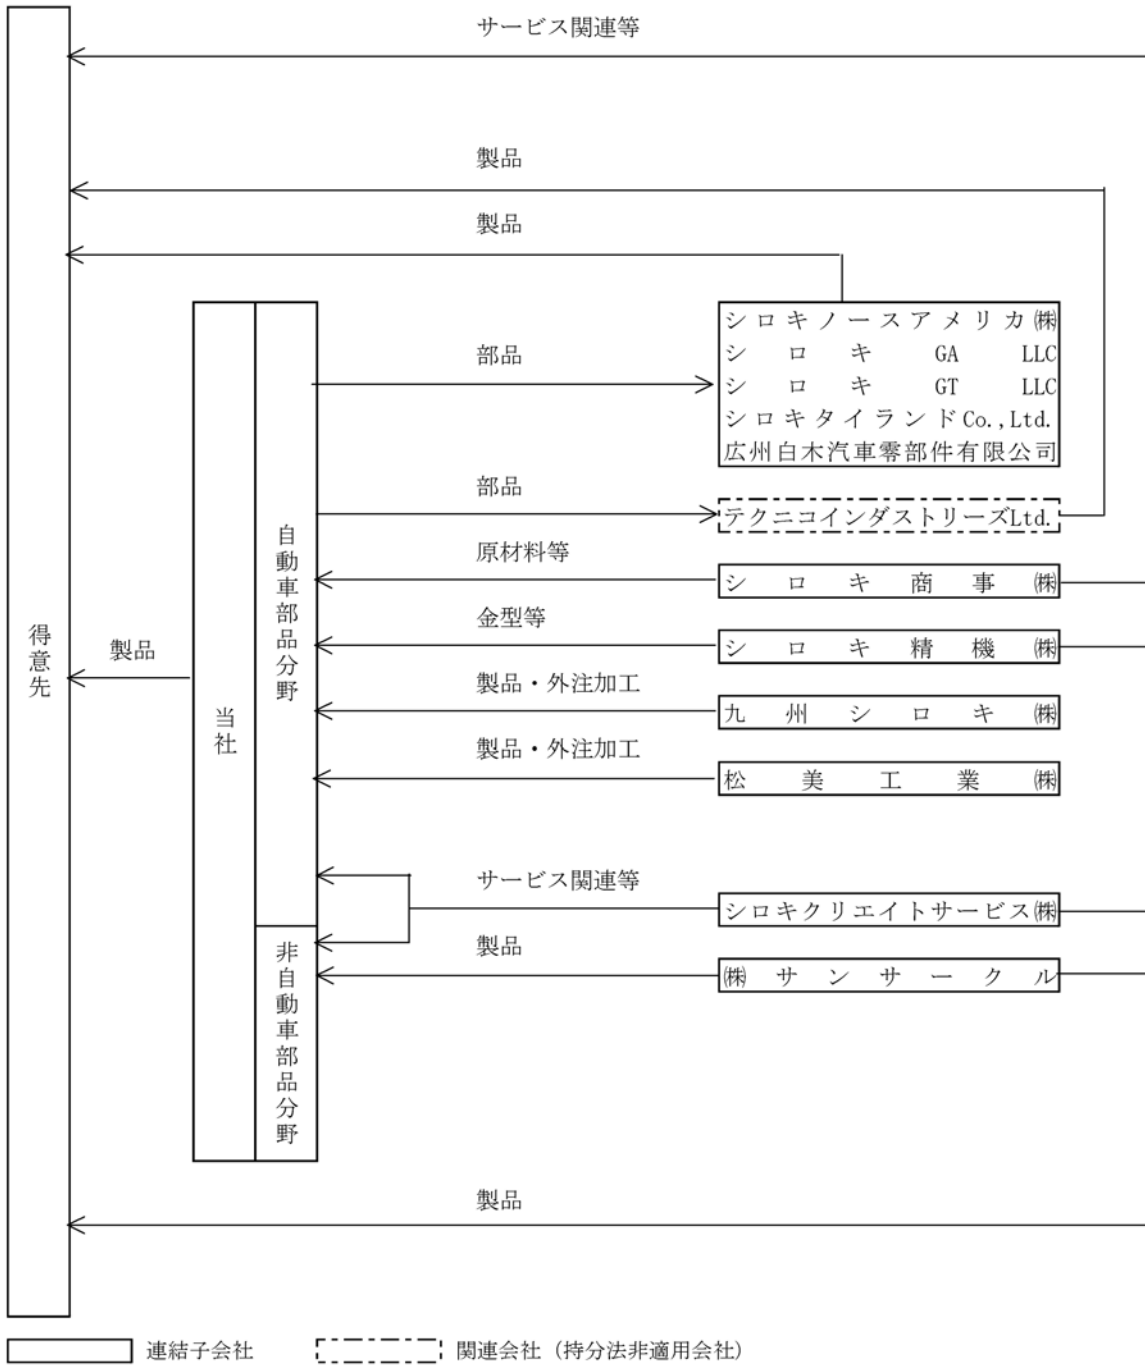 サービス関連等
製品
製品
シロキノースアメリカ㈱
シロキ GA LLC
シロキ GT LLC
シロキタイランドCo.,Ltd.
広州白木汽車零部件有限公司
部品
部品
テクニコインダストリーズLtd.
原材料等
シロキ商事㈱
金型等
シロキ精機㈱
製品・外注加工
九州シロキ㈱
製品・外注加工
松美工業㈱
サービス関連等
シロキクリエイトサービス㈱
製品
㈱サンサークル
得意先
製品
当社
自動車部品分野
非自動車部品分野
製品
連結子会社
関連会社（持分法非適用会社）